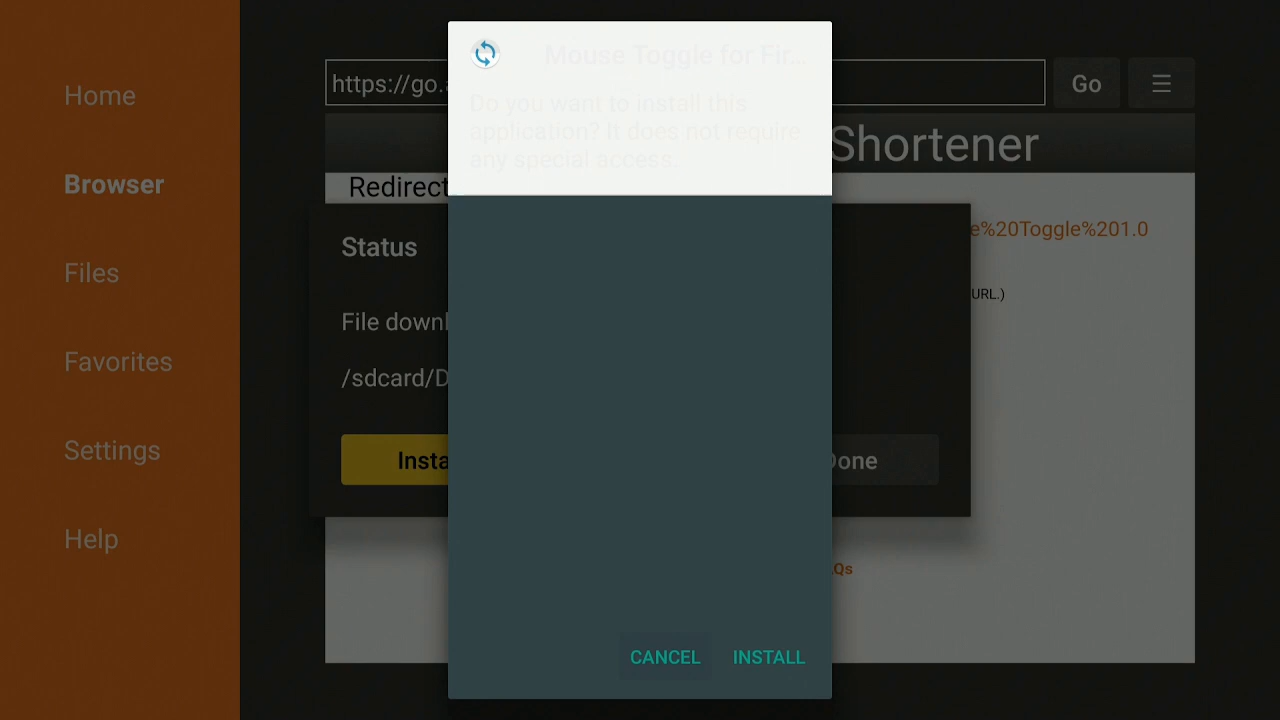 Home
Browser
Files
Favorites
Settings
Help
https://go.
Go
Shortener
Redirect
e%20Toggle%201.0
URL.)
Status
File downl
/sdcard/D
Insta
Done
Qs
Mouse Toggle for Fir...
Do you want to install this
application? It does not require
any special access.
CANCEL
INSTALL